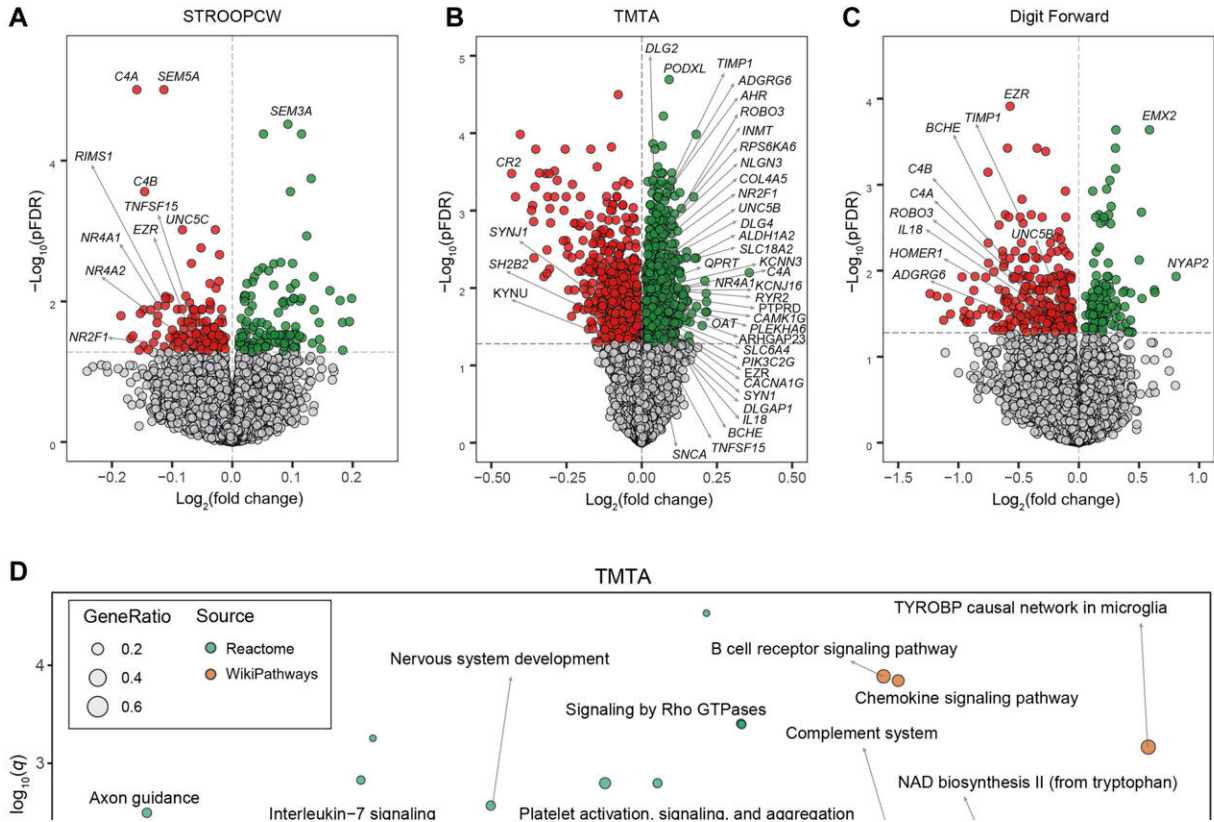 A
STROOPCW
−Log10(pFDR)
4
2
0
C4A
SEM5A
SEM3A
RIMS1
C4B
TNFSF15
UNC5C
EZR
NR4A1
NR4A2
NR2F1
−0.2
−0.1
0.0
0.1
0.2
Log2(fold change)
B
TMTA
−Log10(pFDR)
5
4
3
2
1
0
DLG2
PODXL
TIMP1
ADGRG6
AHR
ROBO3
INMT
RPS6KA6
NLGN3
COL4A5
NR2F1
UNC5B
DLG4
ALDH1A2
SLC18A2
QPRT
KCNN3
C4A
NR4A1
KCNJ16
RYR2
PTPRD
CAMK1G
OAT
PLEKHA6
ARHGAP23
SLC6A4
PIK3C2G
EZR
CACNA1G
SYN1
DLGAP1
IL18
BCHE
TNFSF15
SNCA
CR2
SYNJ1
SH2B2
KYNU
−0.50
−0.25
0.00
0.25
0.50
Log2(fold change)
C
Digit Forward
−Log10(pFDR)
4
3
2
1
0
EZR
TIMP1
EMX2
BCHE
C4B
C4A
ROBO3
IL18
UNC5B
HOMER1
ADGRG6
NYAP2
−1.5
−1.0
−0.5
0.0
0.5
1.0
Log2(fold change)
D
TMTA
GeneRatio
0.2
0.4
0.6
Source
Reactome
WikiPathways
log10(q)
4
3
TYROBP causal network in microglia
Nervous system development
B cell receptor signaling pathway
Chemokine signaling pathway
Signaling by Rho GTPases
Complement system
NAD biosynthesis II (from tryptophan)
Axon guidance
Interleukin−7 signaling
Platelet activation, signaling, and aggregation